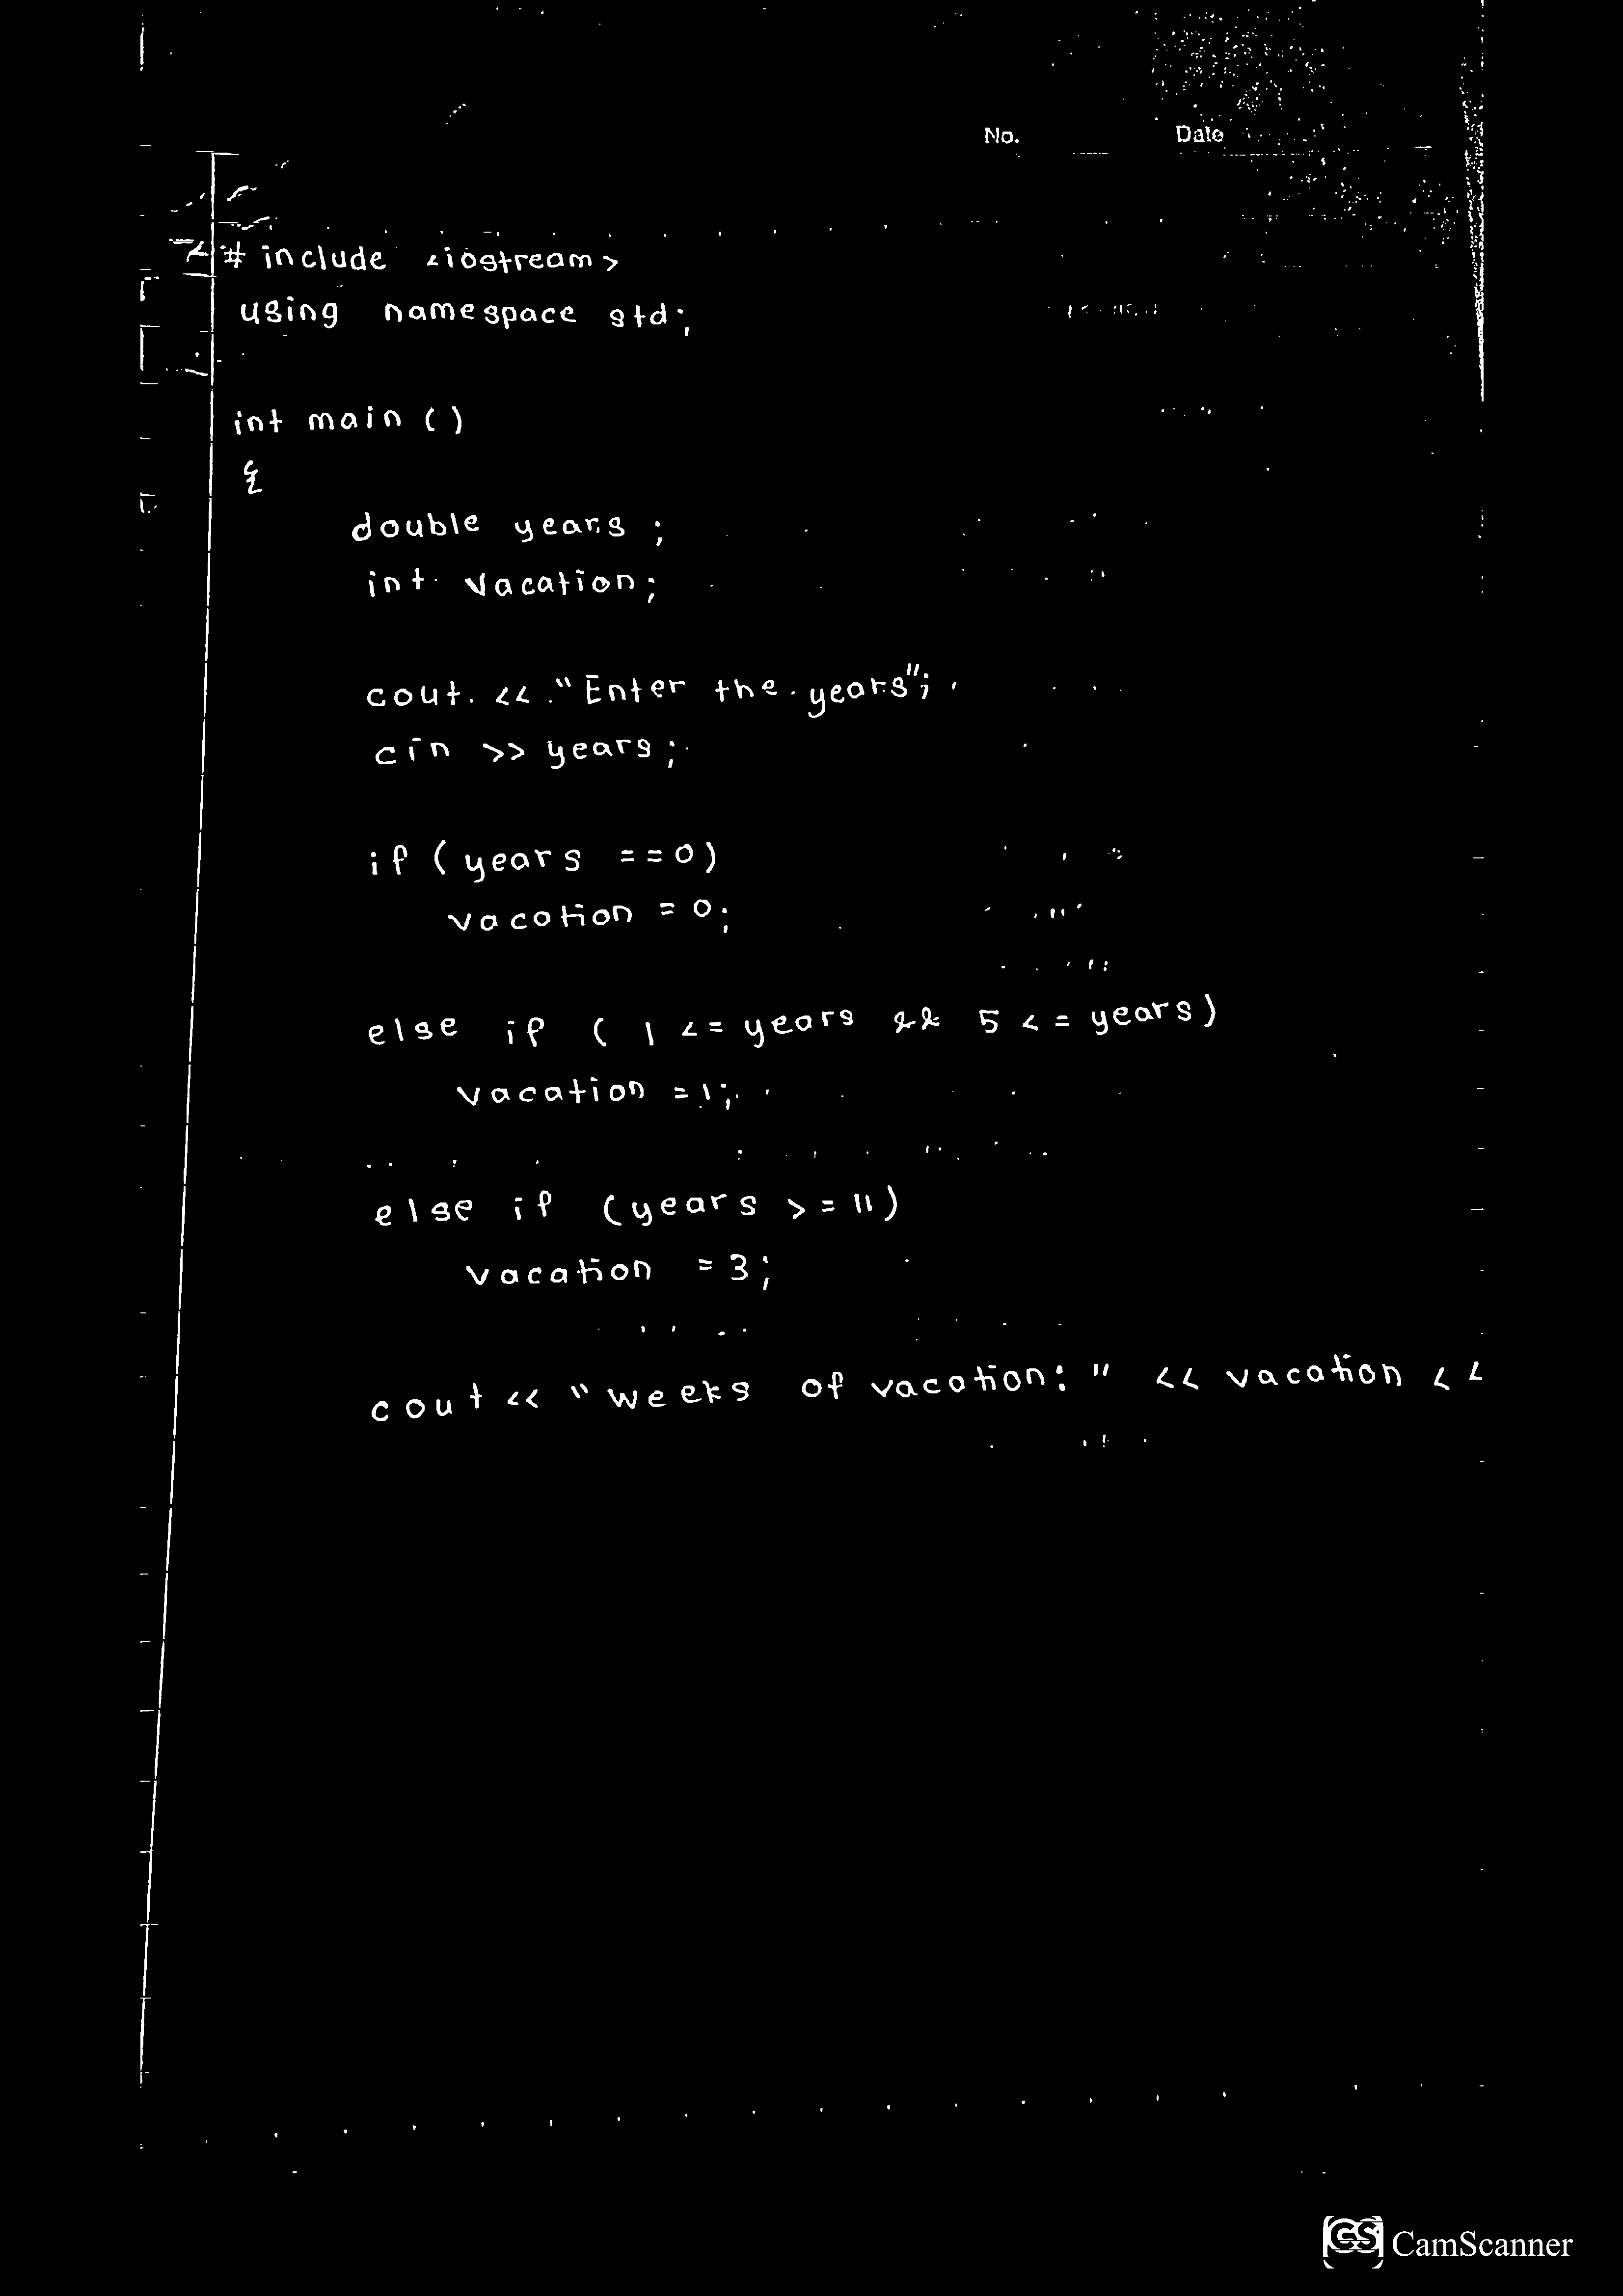 No. Date
# include <iostream>
using namespace std;
int main ()
{
double years ;
int vacation;
cout << "Enter the years";
cin >> years ;
if ( years == 0 )
vacation = 0;
else if ( 1 <= years && 5 <= years )
vacation = 1;
else if ( years >= 11 )
vacation = 3;
cout << "weeks of vacation: " << vacation <<
CS CamScanner